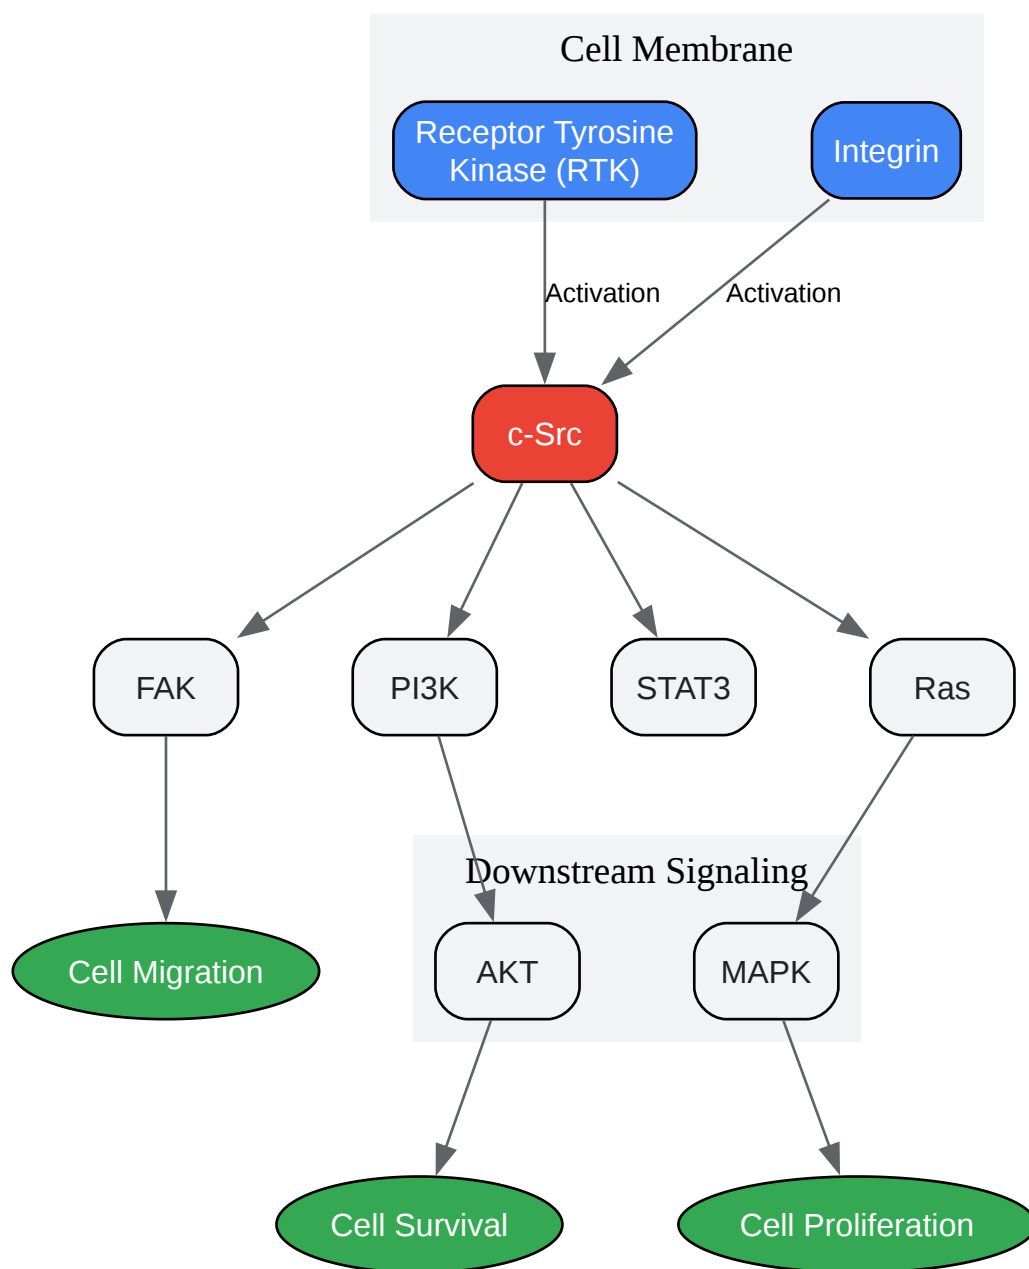 Cell Membrane
Receptor Tyrosine
Kinase (RTK)
Integrin
Activation
Activation
c-Src
FAK
PI3K
STAT3
Ras
Downstream Signaling
Cell Migration
AKT
MAPK
Cell Survival
Cell Proliferation